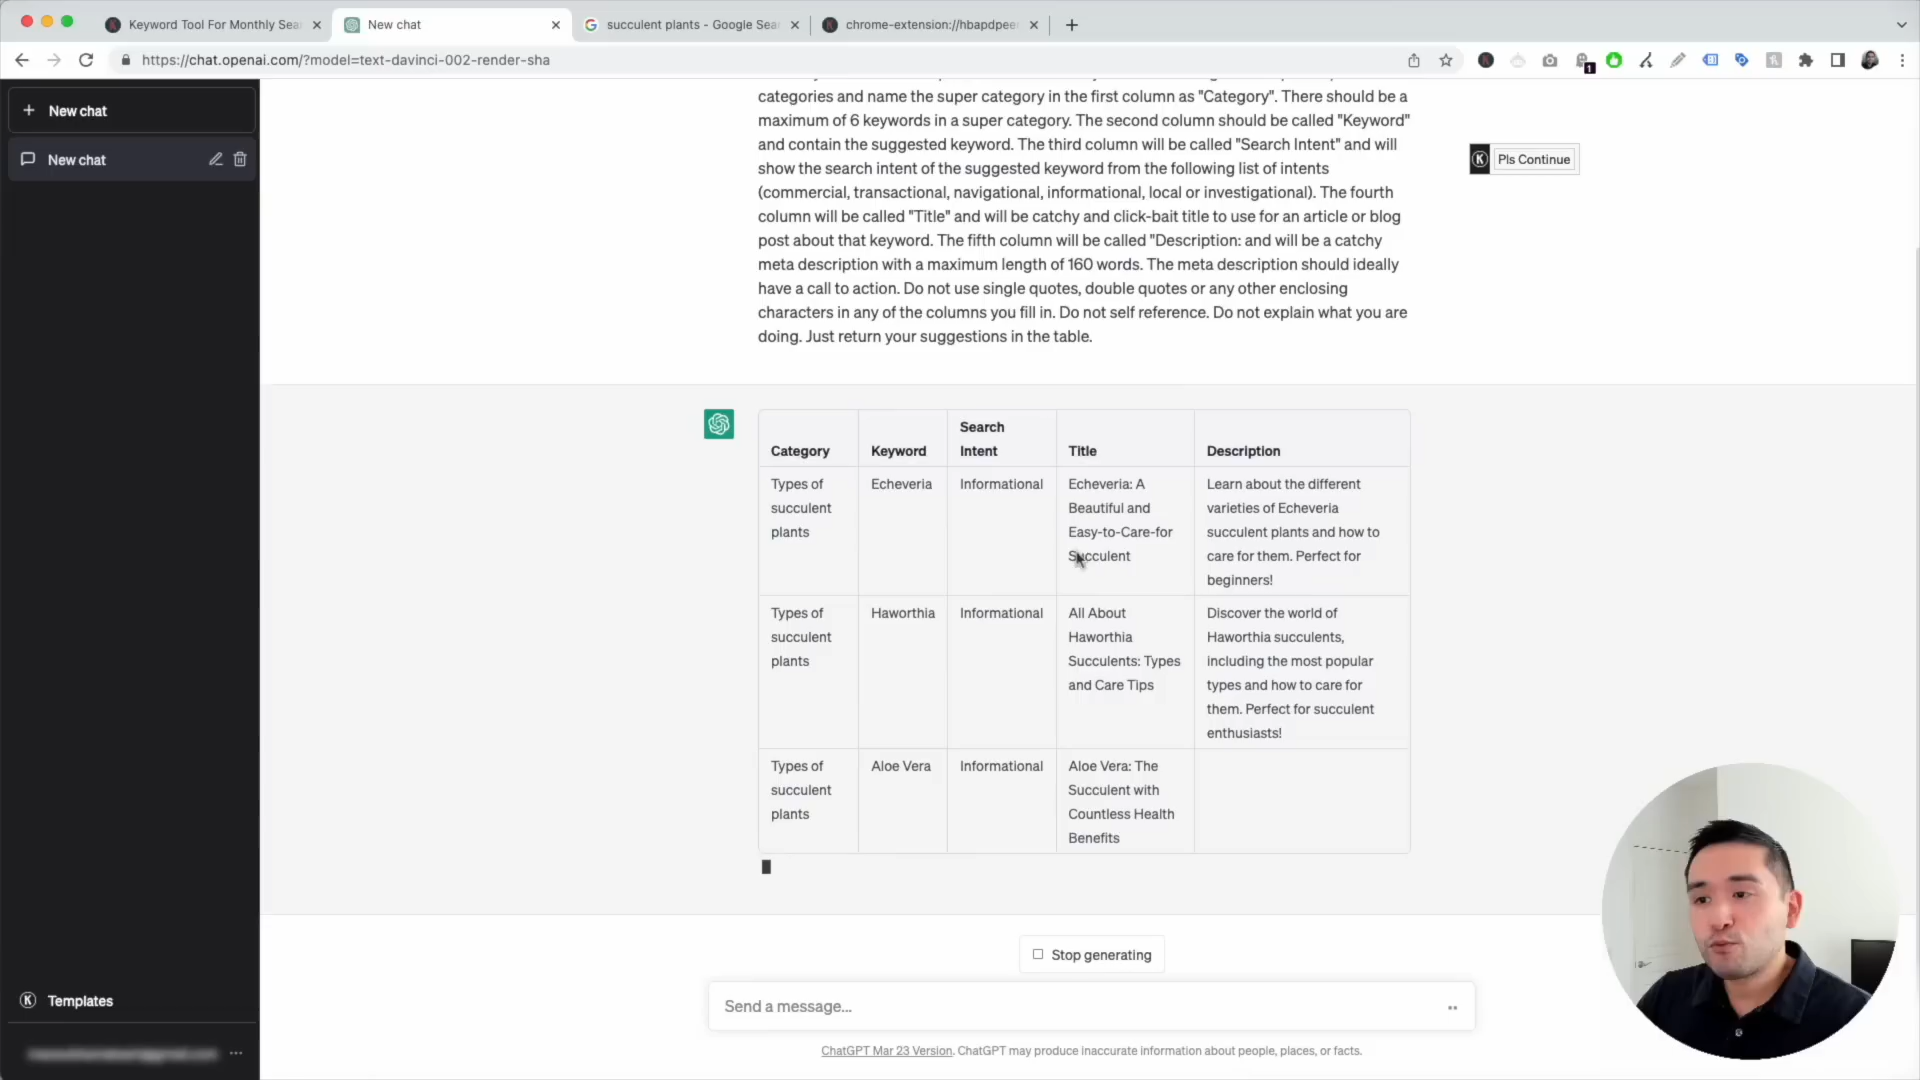 Keyword Tool For Monthly Sea
New chat
succulent plants - Google Sear
chrome-extension://hbapdpee
https://chat.openai.com/?model=text-davinci-002-render-sha
1
New chat
New chat
categories and name the super category in the first column as "Category". There should be a
maximum of 6 keywords in a super category. The second column should be called "Keyword"
and contain the suggested keyword. The third column will be called "Search Intent" and will
show the search intent of the suggested keyword from the following list of intents
(commercial, transactional, navigational, informational, local or investigational). The fourth
column will be called "Title" and will be catchy and click-bait title to use for an article or blog
post about that keyword. The fifth column will be called "Description: and will be a catchy
meta description with a maximum length of 160 words. The meta description should ideally
have a call to action. Do not use single quotes, double quotes or any other enclosing
characters in any of the columns you fill in. Do not self reference. Do not explain what you are
doing. Just return your suggestions in the table.
K Pls Continue
Category Keyword Search Intent Title Description
Types of
succulent
plants
Echeveria
Informational
Echeveria: A
Beautiful and
Easy-to-Care-for
Succulent
Learn about the different
varieties of Echeveria
succulent plants and how to
care for them. Perfect for
beginners!
Types of
succulent
plants
Haworthia
Informational
All About
Haworthia
Succulents: Types
and Care Tips
Discover the world of
Haworthia succulents,
including the most popular
types and how to care for
them. Perfect for succulent
enthusiasts!
Types of
succulent
plants
Aloe Vera
Informational
Aloe Vera: The
Succulent with
Countless Health
Benefits
Stop generating
Send a message...
K Templates
ChatGPT Mar 23 Version. ChatGPT may produce inaccurate information about people, places, or facts.